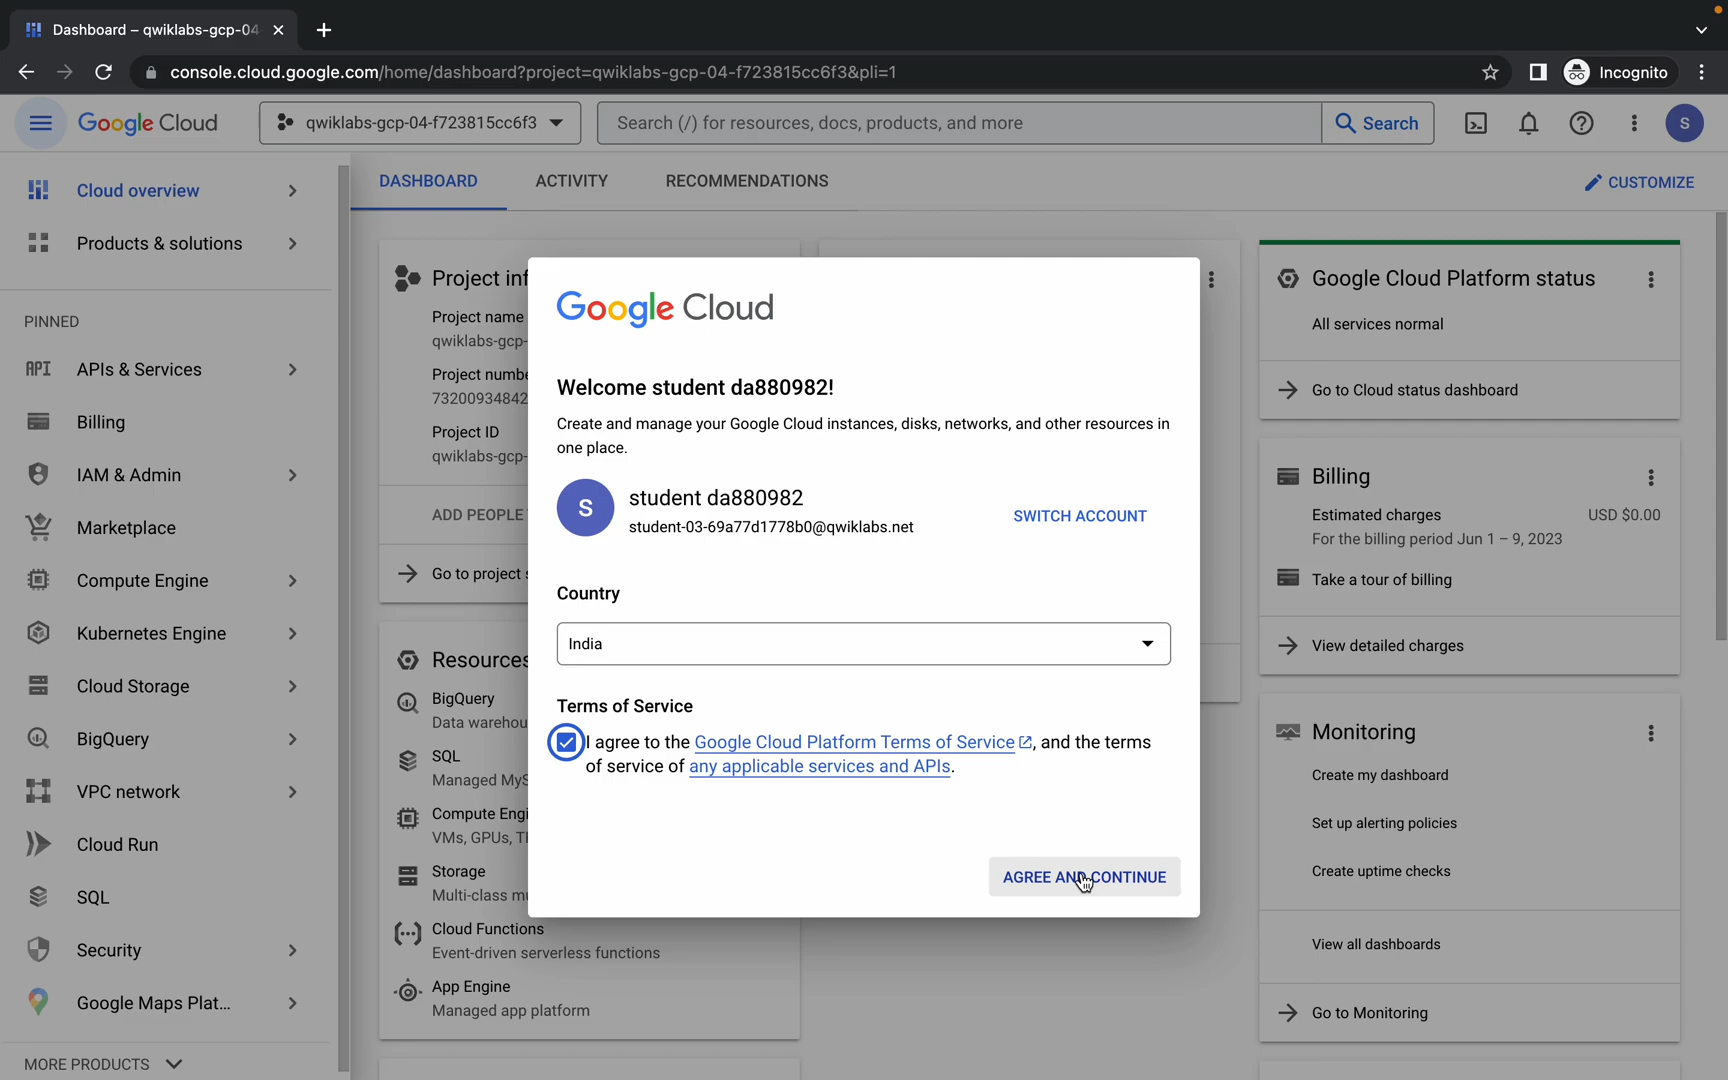 Dashboard – qwiklabs-gcp-04
console.cloud.google.com/home/dashboard?project=qwiklabs-gcp-04-f723815cc6f3&pli=1
Incognito
Google Cloud
qwiklabs-gcp-04-f723815cc6f3
Search (/) for resources, docs, products, and more
Search
S
Cloud overview
Products & solutions
PINNED
API APIs & Services
Billing
IAM & Admin
Marketplace
Compute Engine
Kubernetes Engine
Cloud Storage
BigQuery
VPC network
Cloud Run
SQL
Security
Google Maps Plat...
MORE PRODUCTS
DASHBOARD
ACTIVITY
RECOMMENDATIONS
CUSTOMIZE
Project inf
Project name
qwiklabs-gcp-
Project numbe
73200934842
Project ID
qwiklabs-gcp-
ADD PEOPLE
Go to project s
Resources
BigQuery
Data warehou
SQL
Managed MyS
Compute Engi
VMs, GPUs, TP
Storage
Multi-class mu
Cloud Functions
Event-driven serverless functions
App Engine
Managed app platform
Google Cloud
Welcome student da880982!
Create and manage your Google Cloud instances, disks, networks, and other resources in
one place.
S
student da880982
student-03-69a77d1778b0@qwiklabs.net
SWITCH ACCOUNT
Country
India
Terms of Service
I agree to the Google Cloud Platform Terms of Service, and the terms
of service of any applicable services and APIs.
AGREE AND CONTINUE
Google Cloud Platform status
All services normal
Go to Cloud status dashboard
Billing
Estimated charges USD $0.00
For the billing period Jun 1 – 9, 2023
Take a tour of billing
View detailed charges
Monitoring
Create my dashboard
Set up alerting policies
Create uptime checks
View all dashboards
Go to Monitoring